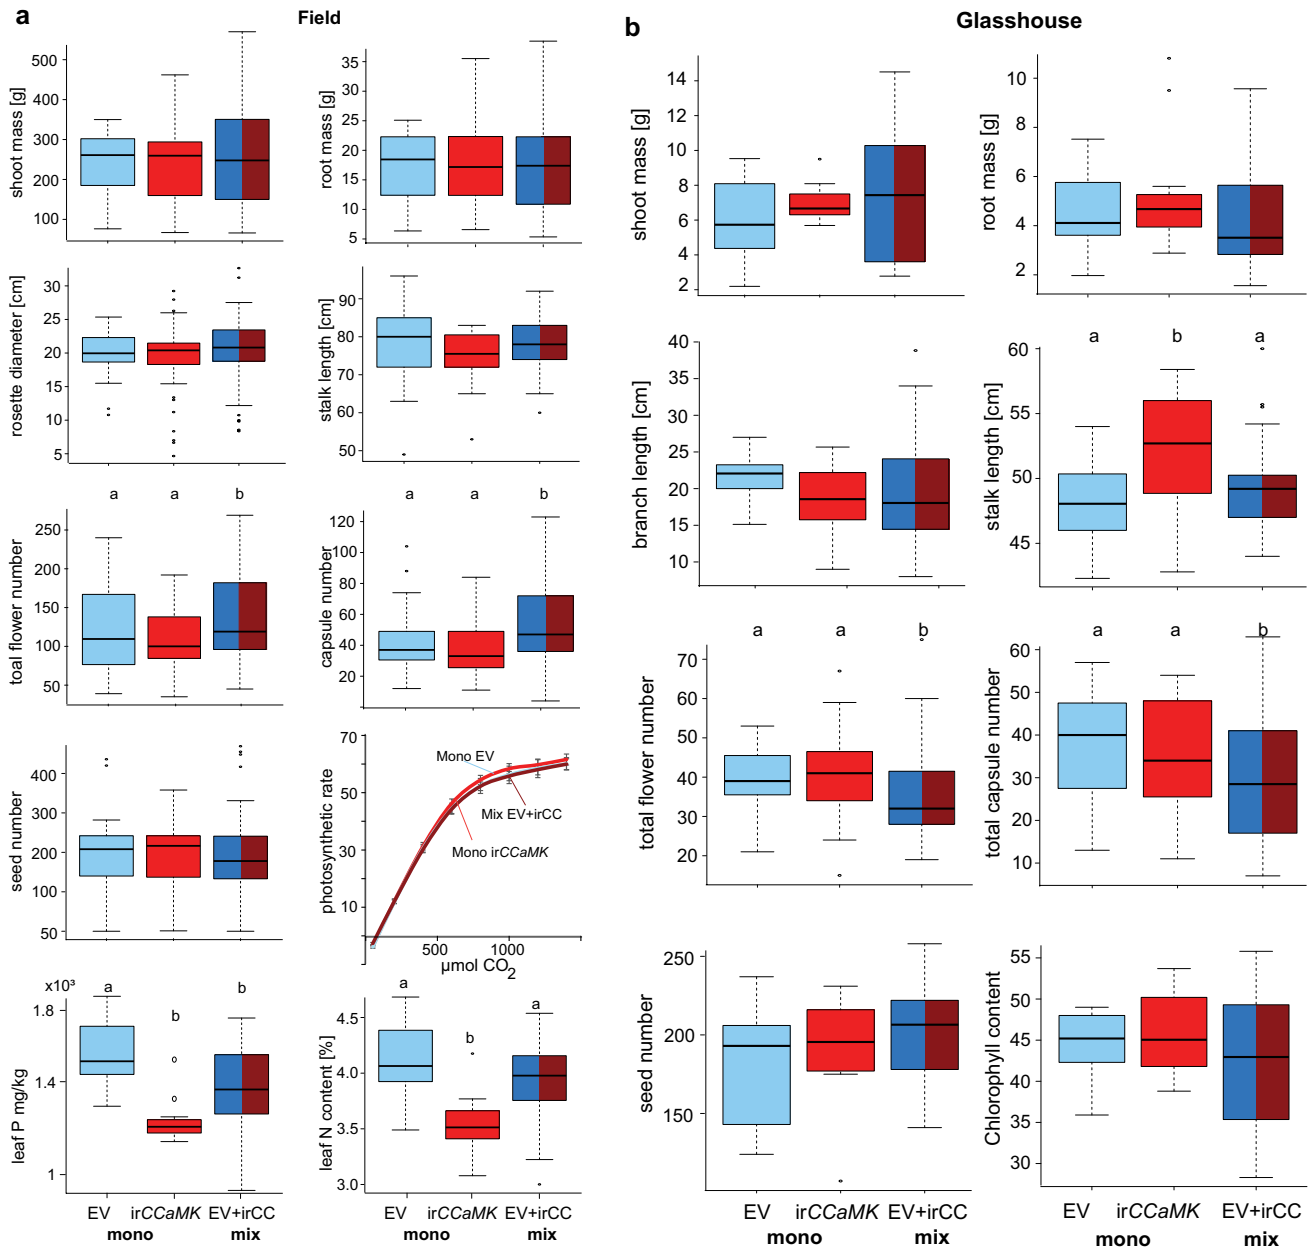 a
Field
shoot mass [g]
500
400
300
200
100
root mass [g]
35
30
25
20
15
10
5
rosette diameter [cm]
30
25
20
15
10
5
stalk length [cm]
90
80
70
60
50
toal flower number
250
200
150
100
50
a a b
capsule number
120
100
80
60
40
20
a a b
seed number
400
300
200
100
50
photosynthetic rate
70
50
30
10
Mono EV
Mix EV+irCC
Mono irCCaMK
500 1000
µmol CO2
leaf P mg/kg
x10³
1.8
1.4
1
a b b
leaf N content [%]
4.5
4.0
3.5
3.0
a b a
EV irCCaMK EV+irCC
mono mix
EV irCCaMK EV+irCC
mono mix
b
Glasshouse
shoot mass [g]
14
12
10
8
6
4
2
root mass [g]
10
8
6
4
2
branch length [cm]
40
35
30
25
20
15
10
stalk length [cm]
60
55
50
45
a b a
total flower number
70
60
50
40
30
20
a a b
total capsule number
60
50
40
30
20
10
a a b
seed number
250
200
150
Chlorophyll content
55
50
45
40
35
30
EV irCCaMK EV+irCC
mono mix
EV irCCaMK EV+irCC
mono mix